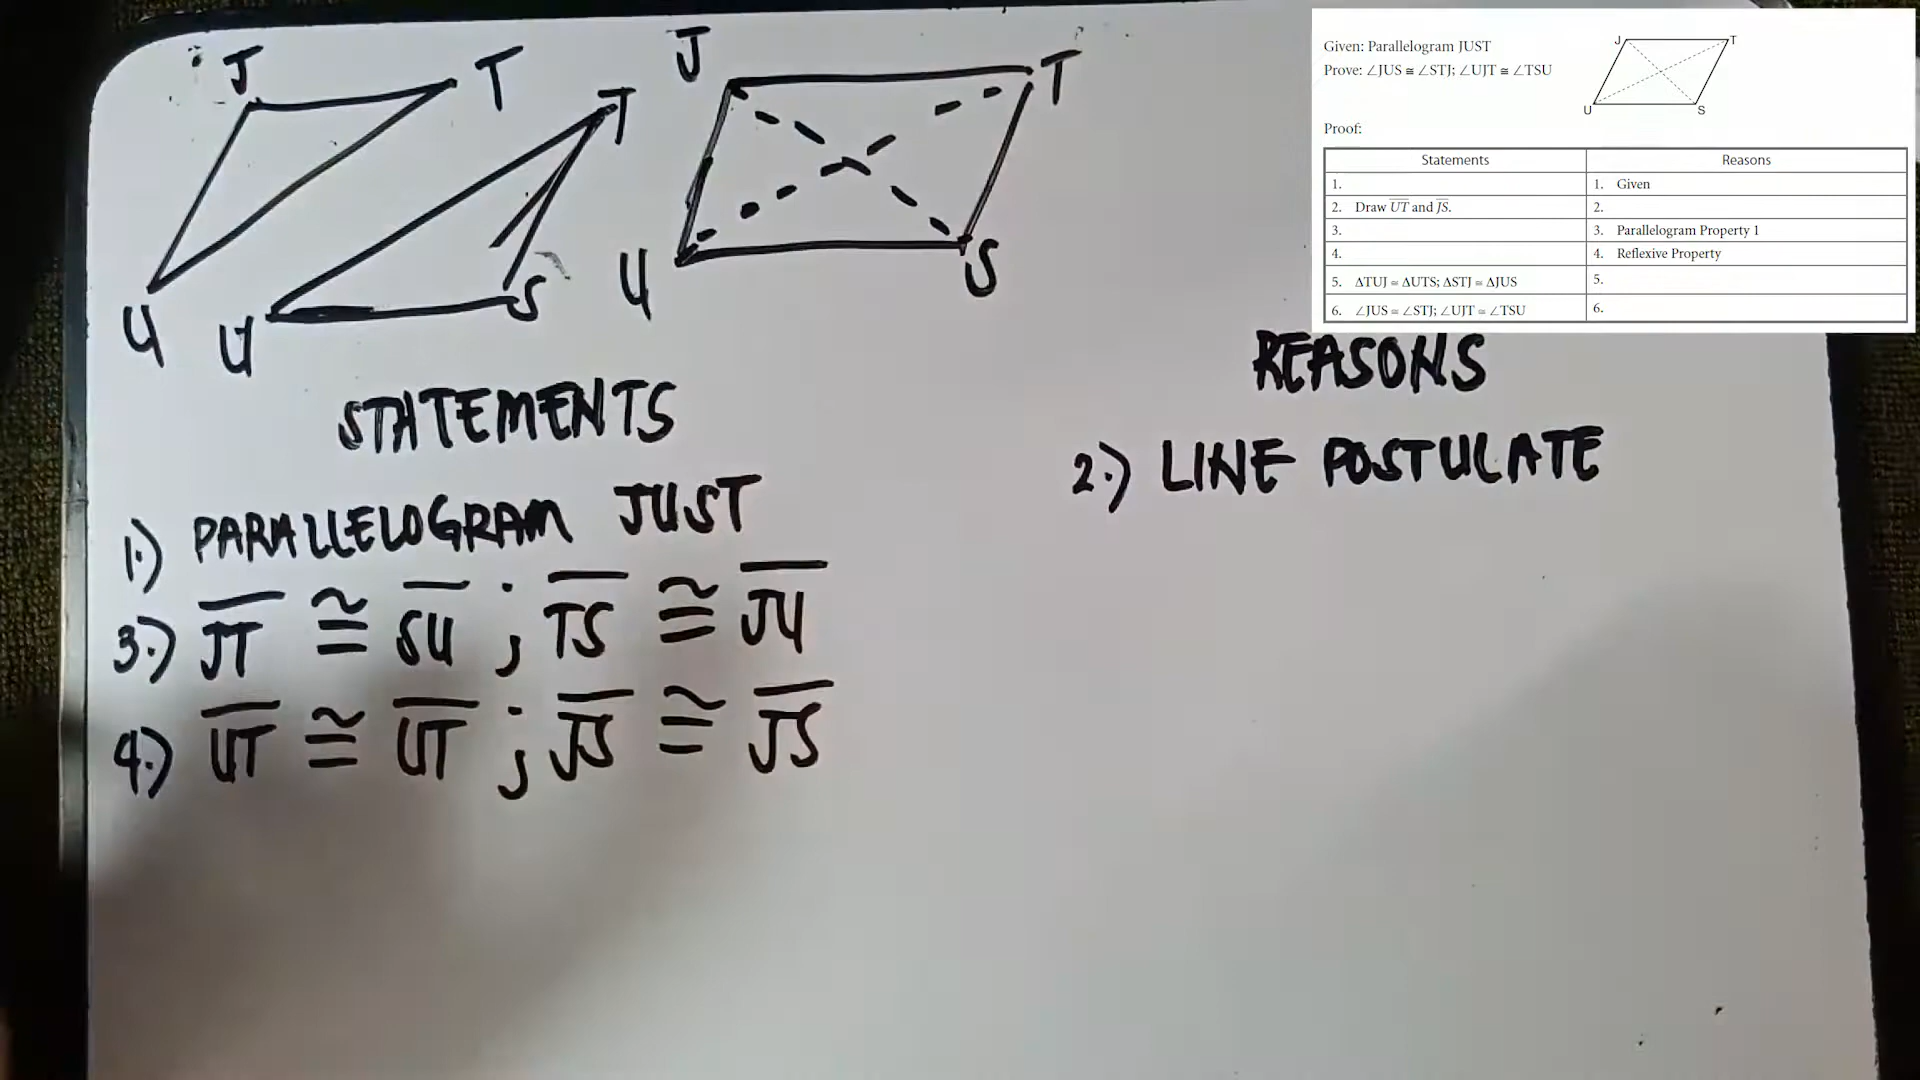 J T
U
T
U S
J T
U S
STATEMENTS
1.) PARALLELOGRAM JUST
3.) JT ≅ SU ; TS ≅ JU
4.) UT ≅ UT ; JS ≅ JS
REASONS
2.) LINE POSTULATE
Given: Parallelogram JUST
Prove: ∠JUS ≅ ∠STJ; ∠UJT ≅ ∠TSU
J T
U S
Proof:
Statements Reasons
1. 1. Given
2. Draw UT and JS. 2.
3. 3. Parallelogram Property 1
4. 4. Reflexive Property
5. ΔTUJ ≅ ΔUTS; ΔSTJ ≅ ΔJUS 5.
6. ∠JUS ≅ ∠STJ; ∠UJT ≅ ∠TSU 6.